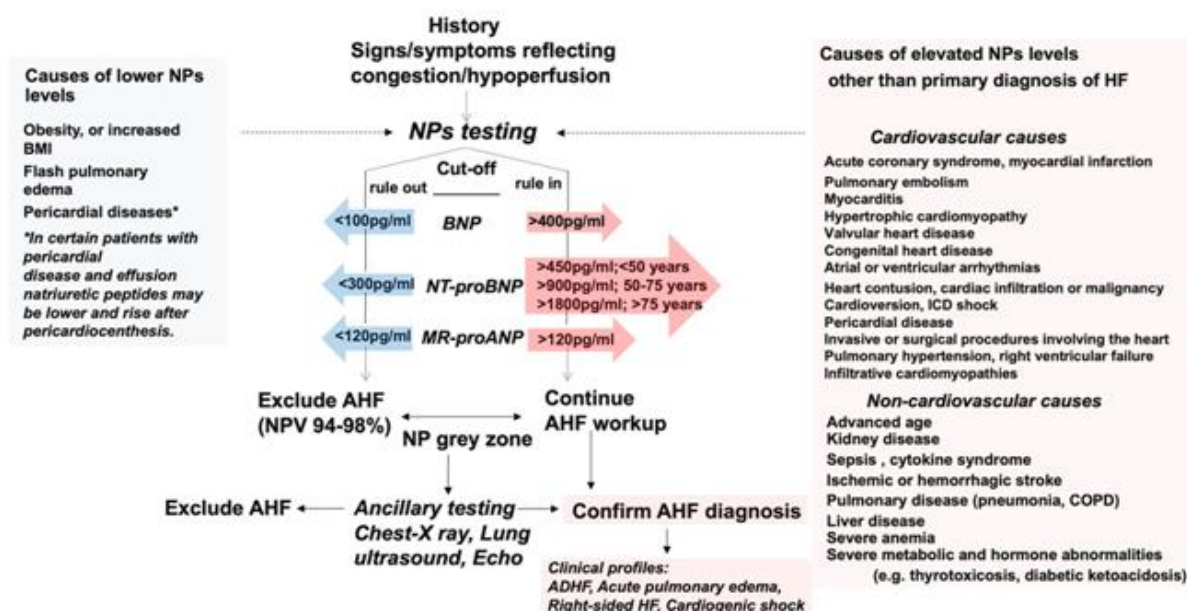 History
Signs/symptoms reflecting
congestion/hypoperfusion
Causes of lower NPs
levels
Obesity, or increased
BMI
Flash pulmonary
edema
Pericardial diseases*
*In certain patients with
pericardial
disease and effusion
natriuretic peptides may
be lower and rise after
pericardiocenthesis.
NPs testing
Cut-off
rule out
rule in
<100pg/ml
BNP
>400pg/ml
<300pg/ml
NT-proBNP
>450pg/ml;<50 years
>900pg/ml; 50-75 years
>1800pg/ml; >75 years
<120pg/ml
MR-proANP
>120pg/ml
Exclude AHF
(NPV 94-98%)
NP grey zone
Continue
AHF workup
Exclude AHF
Ancillary testing
Chest-X ray, Lung
ultrasound, Echo
Confirm AHF diagnosis
Clinical profiles:
ADHF, Acute pulmonary edema,
Right-sided HF, Cardiogenic shock
Causes of elevated NPs levels
other than primary diagnosis of HF
Cardiovascular causes
Acute coronary syndrome, myocardial infarction
Pulmonary embolism
Myocarditis
Hypertrophic cardiomyopathy
Valvular heart disease
Congenital heart disease
Atrial or ventricular arrhythmias
Heart contusion, cardiac infiltration or malignancy
Cardioversion, ICD shock
Pericardial disease
Invasive or surgical procedures involving the heart
Pulmonary hypertension, right ventricular failure
Infiltrative cardiomyopathies
Non-cardiovascular causes
Advanced age
Kidney disease
Sepsis , cytokine syndrome
Ischemic or hemorrhagic stroke
Pulmonary disease (pneumonia, COPD)
Liver disease
Severe anemia
Severe metabolic and hormone abnormalities
(e.g. thyrotoxicosis, diabetic ketoacidosis)